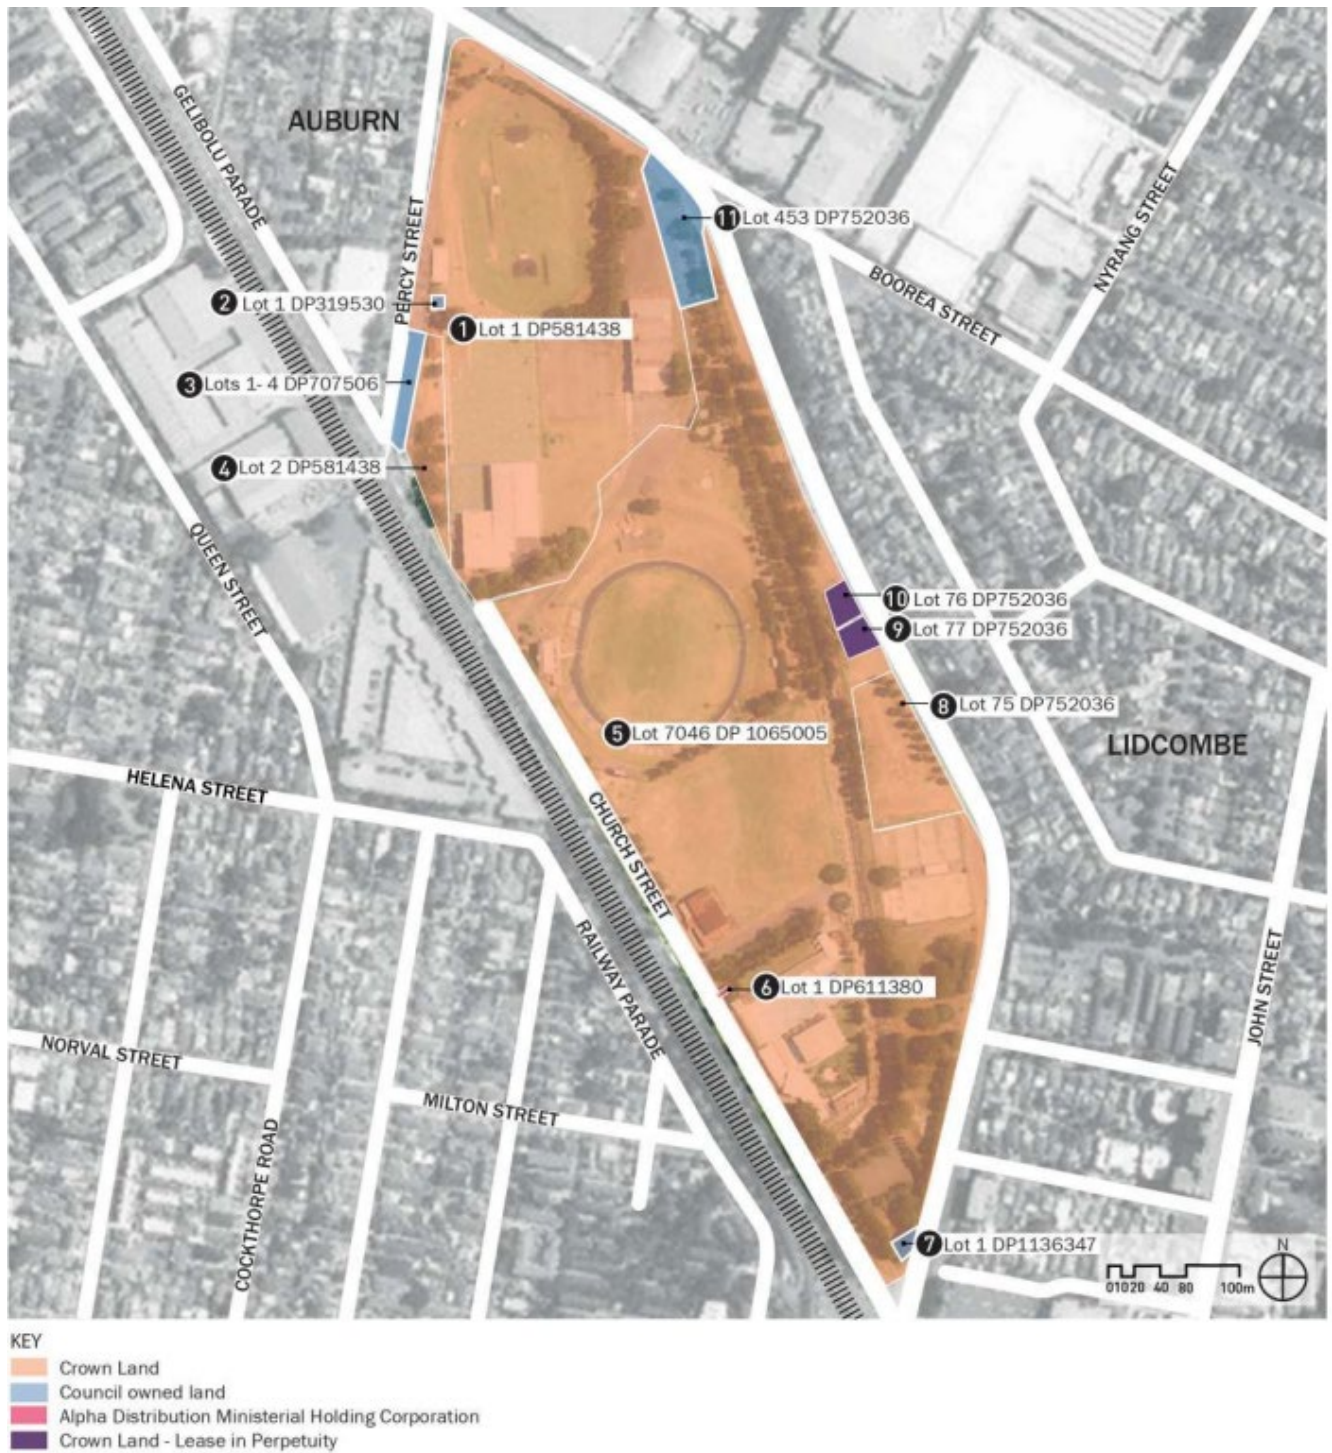 AUBURN
GELIBOLU PARADE
PERCY STREET
11 Lot 453 DP752036
NYRANG STREET
BOOREA STREET
2 Lot 1 DP319530
1 Lot 1 DP581438
3 Lots 1- 4 DP707506
4 Lot 2 DP581438
QUEEN STREET
10 Lot 76 DP752036
9 Lot 77 DP752036
8 Lot 75 DP752036
5 Lot 7046 DP 1065005
LIDCOMBE
HELENA STREET
CHURCH STREET
RAILWAY PARADE
6 Lot 1 DP611380
JOHN STREET
NORVAL STREET
MILTON STREET
COCKTHORPE ROAD
7 Lot 1 DP1136347
N
0 10 20 40 80 100m
KEY
Crown Land
Council owned land
Alpha Distribution Ministerial Holding Corporation
Crown Land - Lease in Perpetuity